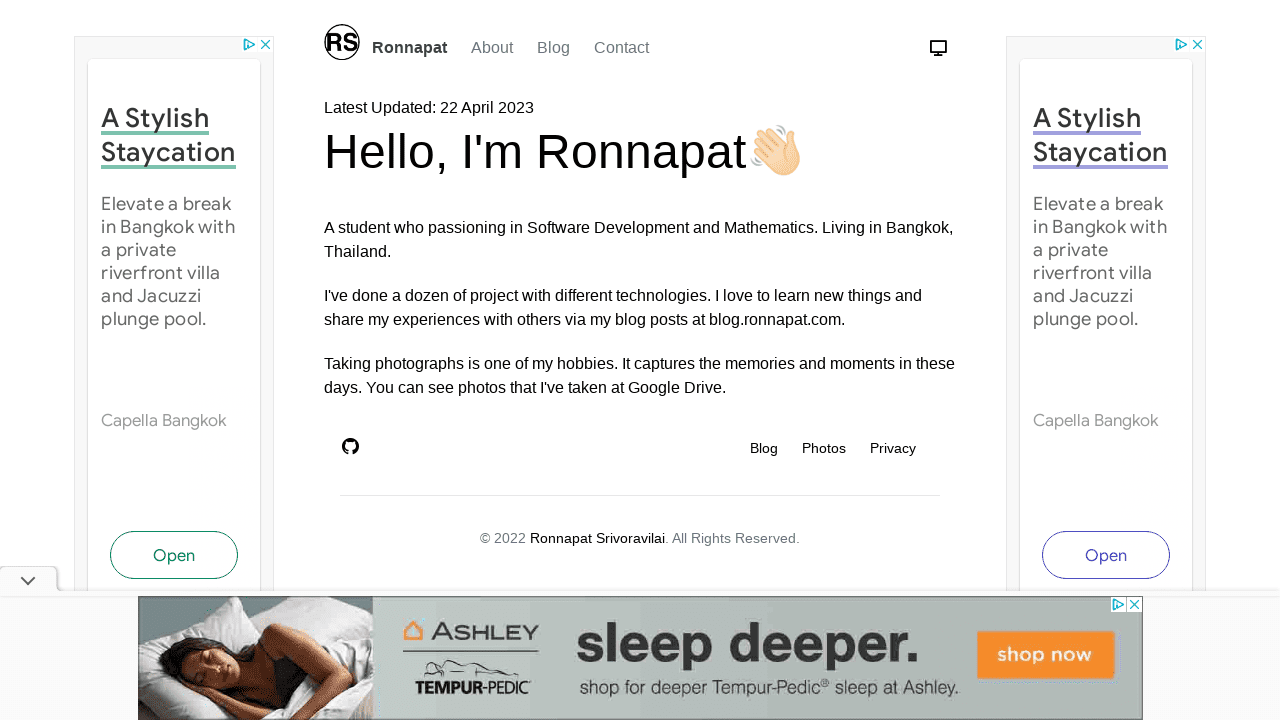 RS Ronnapat About Blog Contact
Latest Updated: 22 April 2023
Hello, I'm Ronnapat
A student who passioning in Software Development and Mathematics. Living in Bangkok,
Thailand.
I've done a dozen of project with different technologies. I love to learn new things and
share my experiences with others via my blog posts at blog.ronnapat.com.
Taking photographs is one of my hobbies. It captures the memories and moments in these
days. You can see photos that I've taken at Google Drive.
Blog Photos Privacy
© 2022 Ronnapat Srivoravilai. All Rights Reserved.
A Stylish
Staycation
Elevate a break
in Bangkok with
a private
riverfront villa
and Jacuzzi
plunge pool.
Capella Bangkok
Open
A Stylish
Staycation
Elevate a break
in Bangkok with
a private
riverfront villa
and Jacuzzi
plunge pool.
Capella Bangkok
Open
ASHLEY
TEMPUR-PEDIC
sleep deeper.
shop for deeper Tempur-Pedic® sleep at Ashley.
shop now